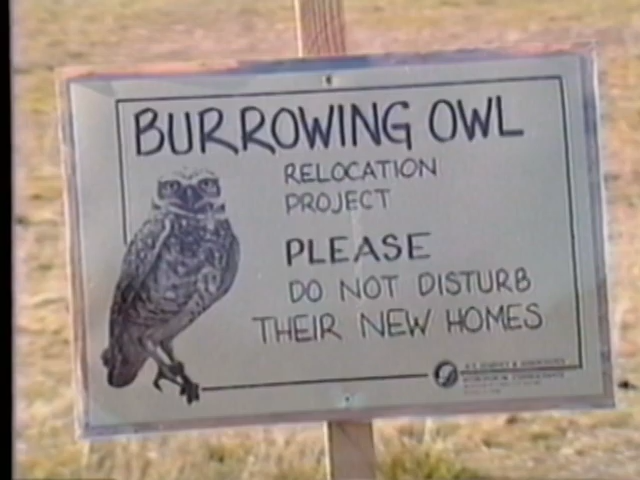 BURROWING OWL
RELOCATION
PROJECT
PLEASE
DO NOT DISTURB
THEIR NEW HOMES